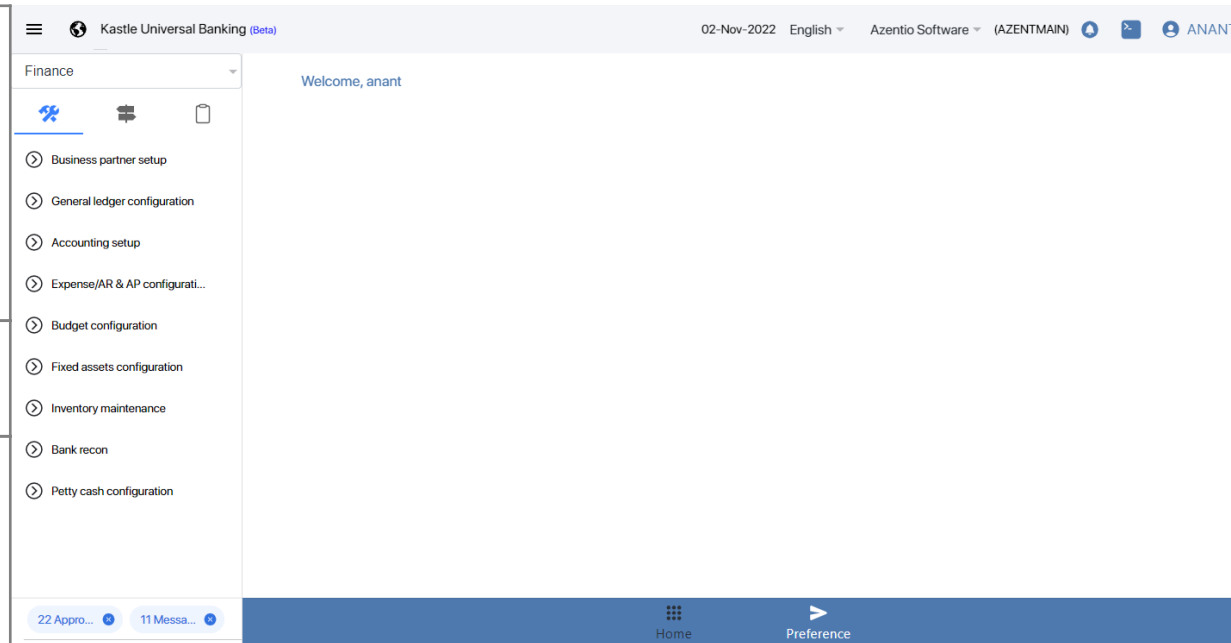 Kastle Universal Banking (Beta)
02-Nov-2022 English Azentio Software (AZENTMAIN) ANANT
Finance
Welcome, anant
Business partner setup
General ledger configuration
Accounting setup
Expense/AR & AP configurati...
Budget configuration
Fixed assets configuration
Inventory maintenance
Bank recon
Petty cash configuration
22 Appro... 11 Messa...
Home Preference